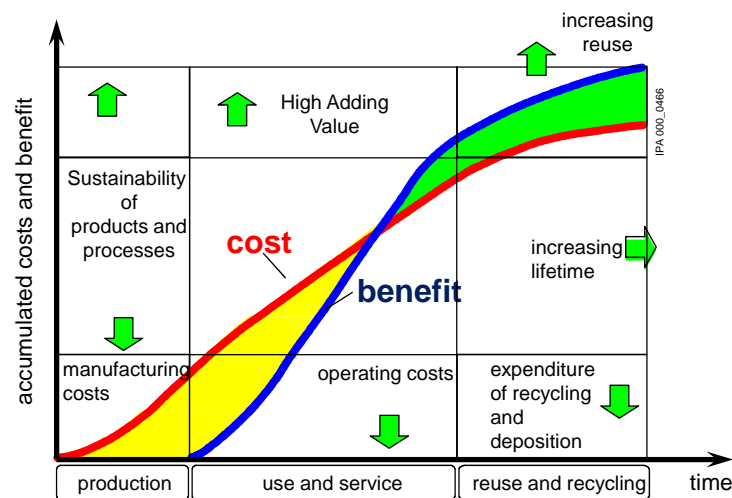 increasing
reuse
High Adding
Value
IPA 000_0466
accumulated costs and benefit
Sustainability
of
products and
processes
cost
benefit
increasing
lifetime
manufacturing
costs
operating costs
expenditure
of recycling
and
deposition
production
use and service
reuse and recycling
time